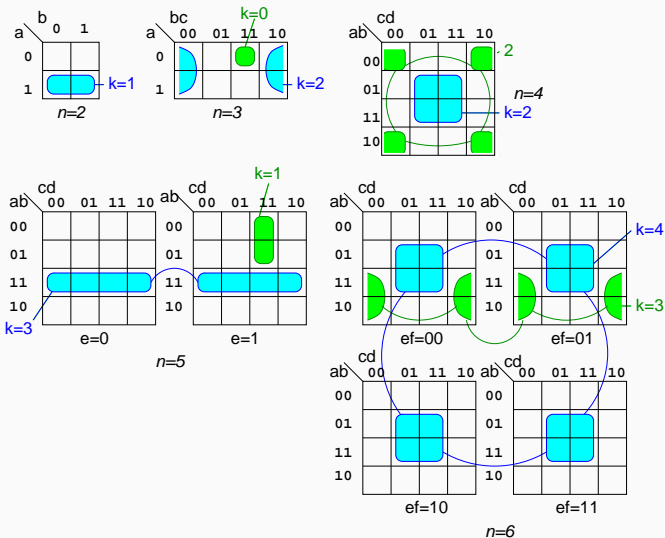 b
a 0 1
0
1
k=1
n=2
bc
k=0
a 00 01 11 10
0
1
k=2
n=3
cd
ab 00 01 11 10
00
01
11
10
2
n=4
k=2
cd
ab 00 01 11 10
00
01
11
10
k=3
e=0
k=1
cd
ab 00 01 11 10
00
01
11
10
e=1
n=5
cd
ab 00 01 11 10
00
01
11
10
ef=00
cd
ab 00 01 11 10
00
01
11
10
k=4
k=3
ef=01
cd
ab 00 01 11 10
00
01
11
10
ef=10
cd
ab 00 01 11 10
00
01
11
10
ef=11
n=6